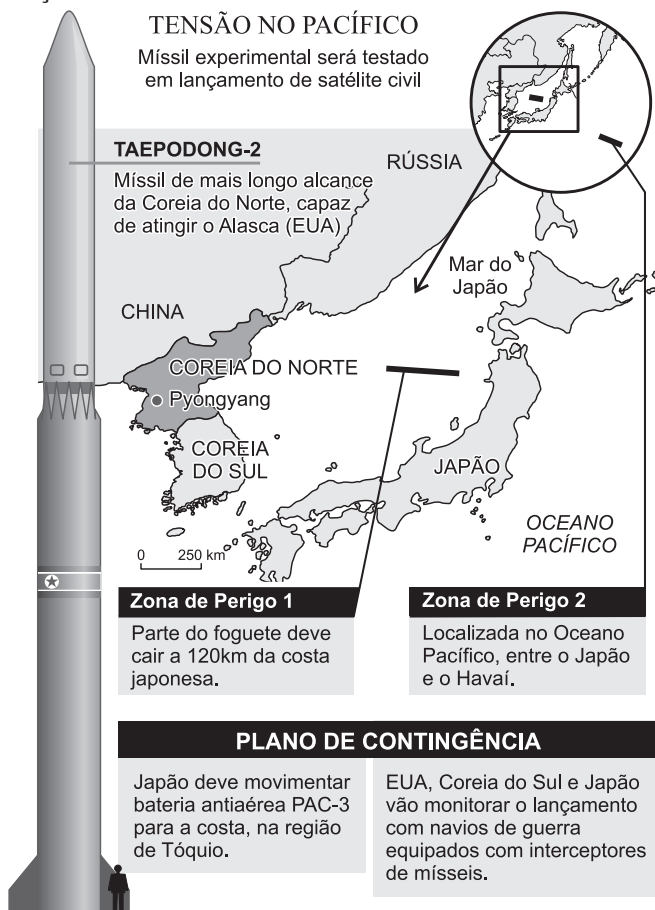 TENSÃO NO PACÍFICO
Míssil experimental será testado
em lançamento de satélite civil
TAEPODONG-2
Míssil de mais longo alcance
da Coreia do Norte, capaz
de atingir o Alasca (EUA)
RÚSSIA
Mar do
Japão
CHINA
COREIA DO NORTE
Pyongyang
COREIA
DO SUL
JAPÃO
OCEANO
PACÍFICO
0 250 km
Zona de Perigo 1
Parte do foguete deve
cair a 120km da costa
japonesa.
Zona de Perigo 2
Localizada no Oceano
Pacífico, entre o Japão
e o Havaí.
PLANO DE CONTINGÊNCIA
Japão deve movimentar
bateria antiaérea PAC-3
para a costa, na região
de Tóquio.
EUA, Coreia do Sul e Japão
vão monitorar o lançamento
com navios de guerra
equipados com interceptores
de mísseis.